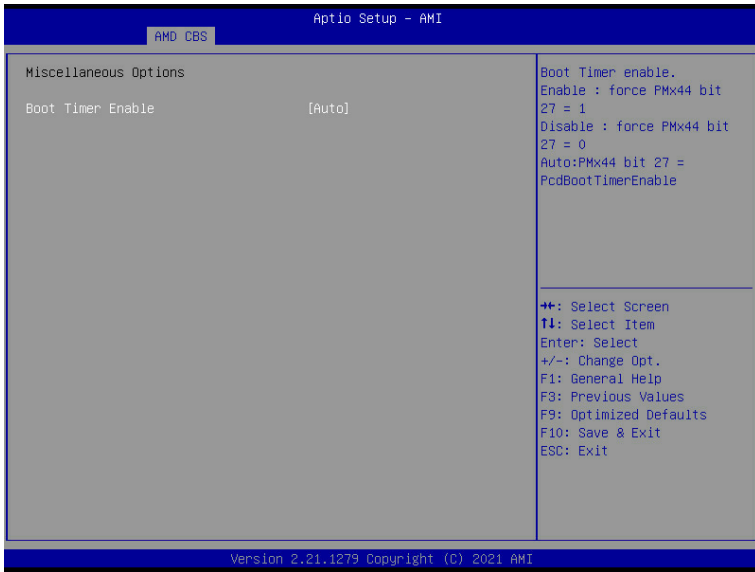 Aptio Setup – AMI
AMD CBS
Miscellaneous Options
Boot Timer Enable [Auto]
Boot Timer enable.
Enable : force PMx44 bit
27 = 1
Disable : force PMx44 bit
27 = 0
Auto:PMx44 bit 27 =
PcdBootTimerEnable
→←: Select Screen
↑↓: Select Item
Enter: Select
+/-: Change Opt.
F1: General Help
F3: Previous Values
F9: Optimized Defaults
F10: Save & Exit
ESC: Exit
Version 2.21.1279 Copyright (C) 2021 AMI